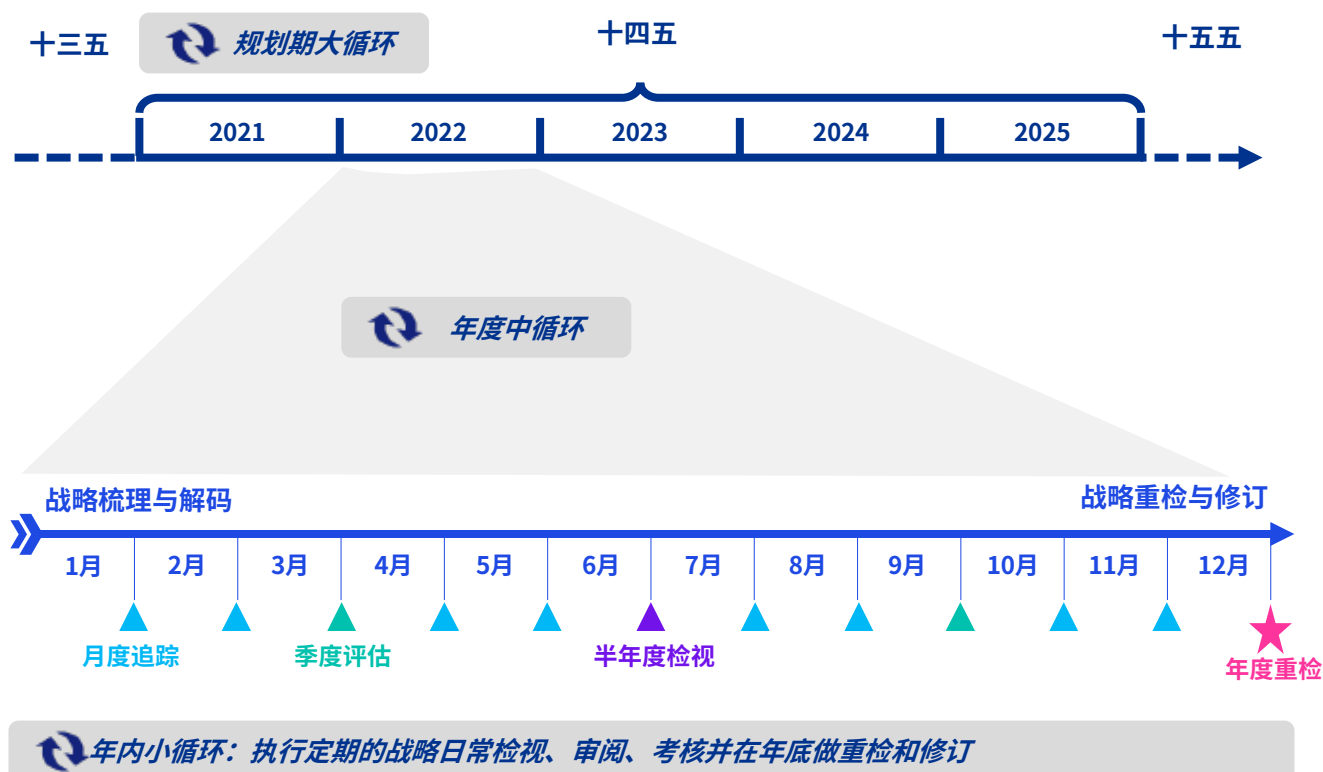 十三五
规划期大循环
十四五
十五五
2021
2022
2023
2024
2025
年度中循环
战略梳理与解码
战略重检与修订
1月
2月
3月
4月
5月
6月
7月
8月
9月
10月
11月
12月
月度追踪
季度评估
半年度检视
年度重检
年内小循环：执行定期的战略日常检视、审阅、考核并在年底做重检和修订